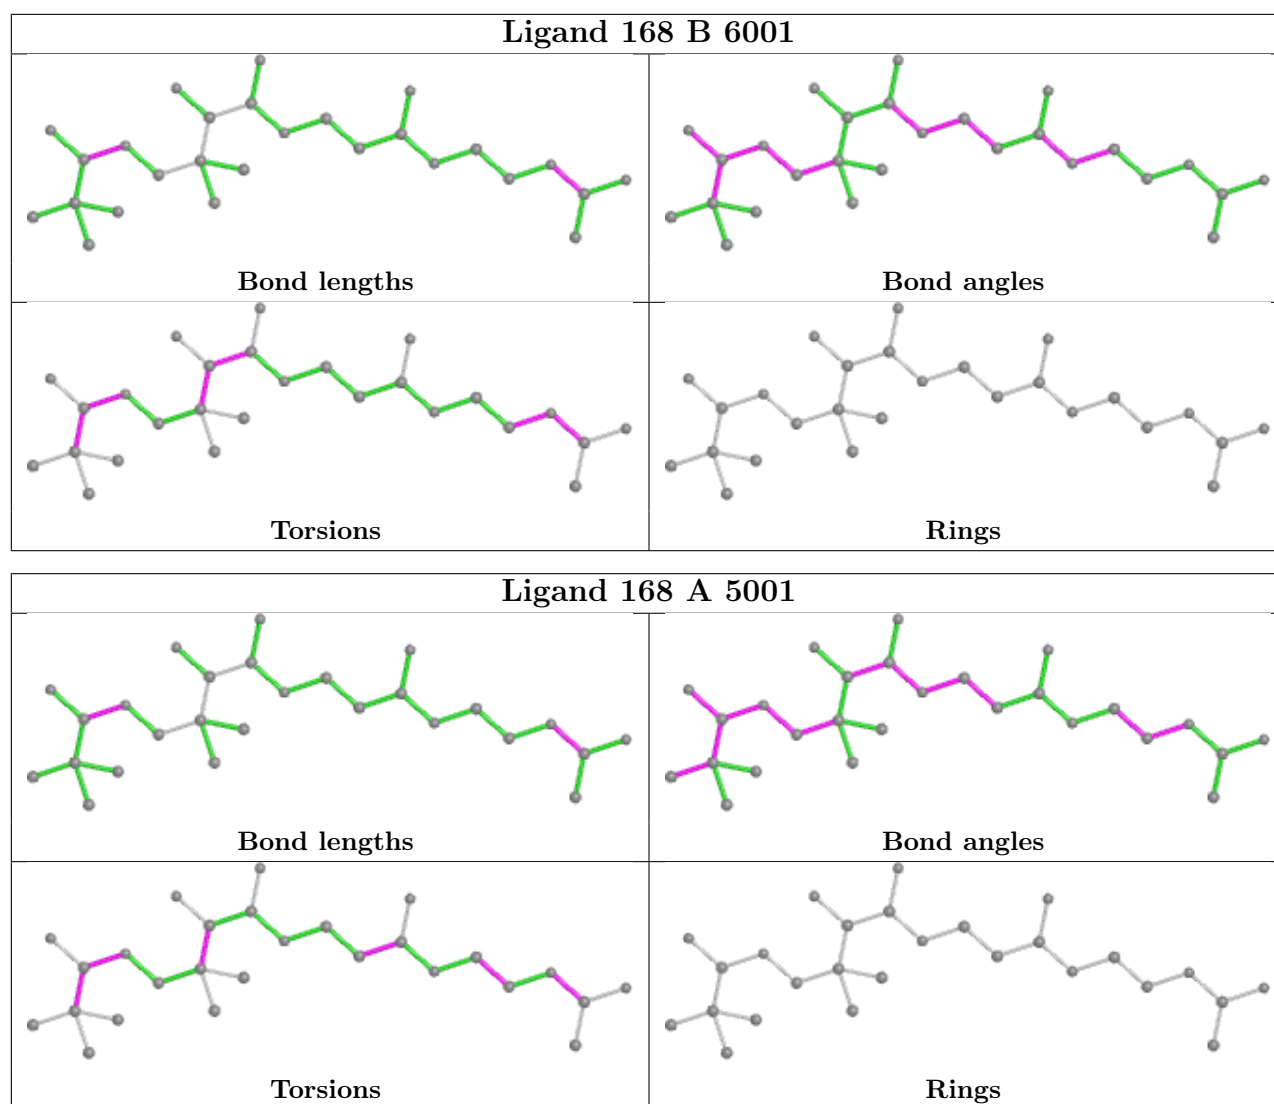 Ligand 168 B 6001
Bond lengths
Bond angles
Torsions
Rings
Ligand 168 A 5001
Bond lengths
Bond angles
Torsions
Rings